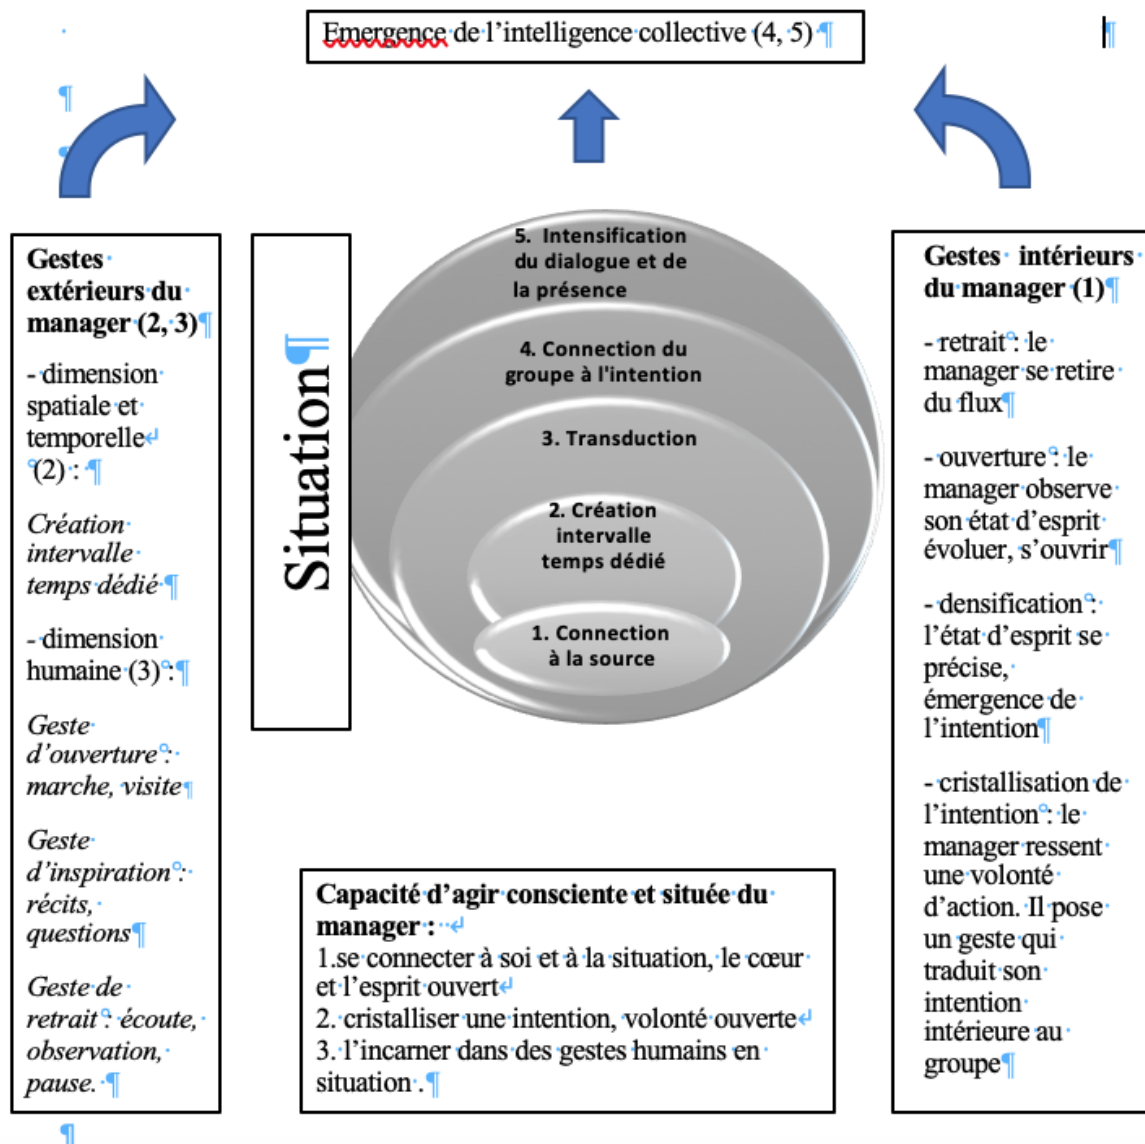 Emergence de l'intelligence collective (4, 5)
Gestes
extérieurs du
manager (2, 3)
- dimension
spatiale et
temporelle
(2) :
Création
intervalle
temps dédié
- dimension
humaine (3) :
Geste
d'ouverture :
marche, visite
Geste
d'inspiration :
récits,
questions
Geste de
retrait : écoute,
observation,
pause.
Situation
5. Intensification
du dialogue et de
la présence
4. Connection du
groupe à l'intention
3. Transduction
2. Création
intervalle
temps dédié
1. Connection
à la source
Capacité d'agir consciente et située du
manager :
1.se connecter à soi et à la situation, le cœur
et l'esprit ouvert
2. cristalliser une intention, volonté ouverte
3. l'incarner dans des gestes humains en
situation .
Gestes intérieurs
du manager (1)
- retrait : le
manager se retire
du flux
- ouverture : le
manager observe
son état d'esprit
évoluer, s'ouvrir
- densification :
l'état d'esprit se
précise,
émergence de
l'intention
- cristallisation de
l'intention : le
manager ressent
une volonté
d'action. Il pose
un geste qui
traduit son
intention
intérieure au
groupe